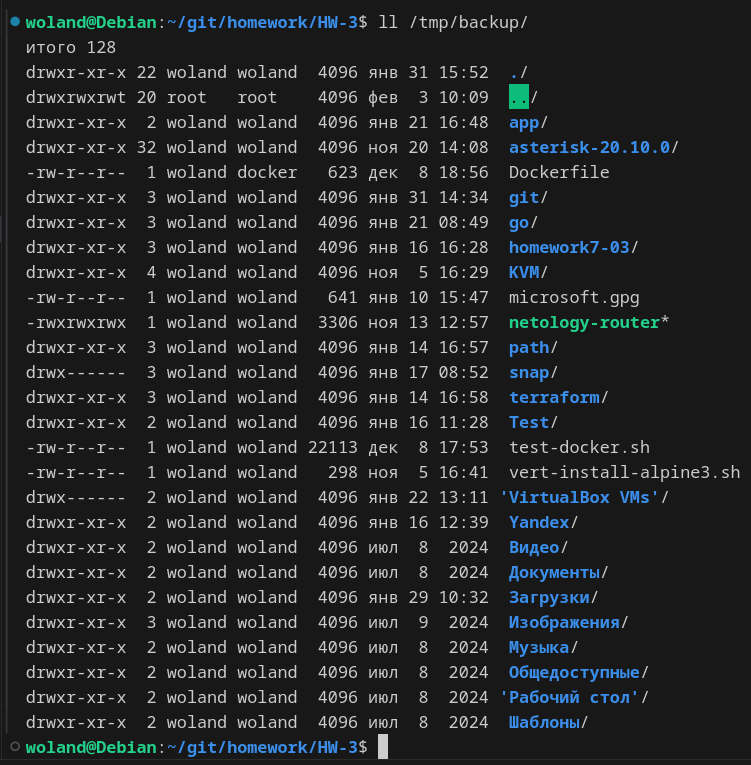 woland@Debian:~/git/homework/HW-3$ ll /tmp/backup/
итого 128
drwxr-xr-x 22 woland woland  4096 янв 31 15:52  ./
drwxrwxrwt 20 root   root    4096 фев  3 10:09  ../
drwxr-xr-x  2 woland woland  4096 янв 21 16:48  app/
drwxr-xr-x 32 woland woland  4096 ноя 20 14:08  asterisk-20.10.0/
-rw-r--r--  1 woland docker   623 дек  8 18:56  Dockerfile
drwxr-xr-x  3 woland woland  4096 янв 31 14:34  git/
drwxr-xr-x  3 woland woland  4096 янв 21 08:49  go/
drwxr-xr-x  3 woland woland  4096 янв 16 16:28  homework7-03/
drwxr-xr-x  4 woland woland  4096 ноя  5 16:29  KVM/
-rw-r--r--  1 woland woland   641 янв 10 15:47  microsoft.gpg
-rwxrwxrwx  1 woland woland  3306 ноя 13 12:57  netology-router*
drwxr-xr-x  3 woland woland  4096 янв 14 16:57  path/
drwx------  3 woland woland  4096 янв 17 08:52  snap/
drwxr-xr-x  3 woland woland  4096 янв 14 16:58  terraform/
drwxr-xr-x  2 woland woland  4096 янв 16 11:28  Test/
-rw-r--r--  1 woland woland 22113 дек  8 17:53  test-docker.sh
-rw-r--r--  1 woland woland   298 ноя  5 16:41  vert-install-alpine3.sh
drwx------  2 woland woland  4096 янв 22 13:11 'VirtualBox VMs'/
drwxr-xr-x  2 woland woland  4096 янв 16 12:39  Yandex/
drwxr-xr-x  2 woland woland  4096 июл  8  2024  Видео/
drwxr-xr-x  2 woland woland  4096 июл  8  2024  Документы/
drwxr-xr-x  2 woland woland  4096 янв 29 10:32  Загрузки/
drwxr-xr-x  3 woland woland  4096 июл  9  2024  Изображения/
drwxr-xr-x  2 woland woland  4096 июл  8  2024  Музыка/
drwxr-xr-x  2 woland woland  4096 июл  8  2024  Общедоступные/
drwxr-xr-x  2 woland woland  4096 июл  8  2024 'Рабочий стол'/
drwxr-xr-x  2 woland woland  4096 июл  8  2024  Шаблоны/
woland@Debian:~/git/homework/HW-3$